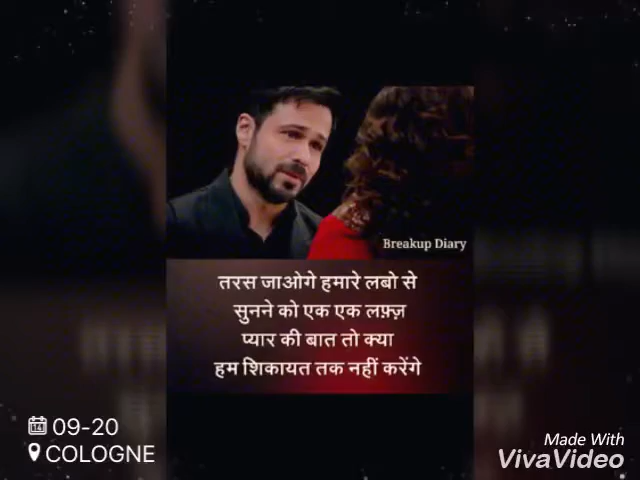 Breakup Diary
तरस जाओगे हमारे लबो से
सुनने को एक एक लफ़्ज़
प्यार की बात तो क्या
हम शिकायत तक नहीं करेंगे
09-20
COLOGNE
Made With
VivaVideo